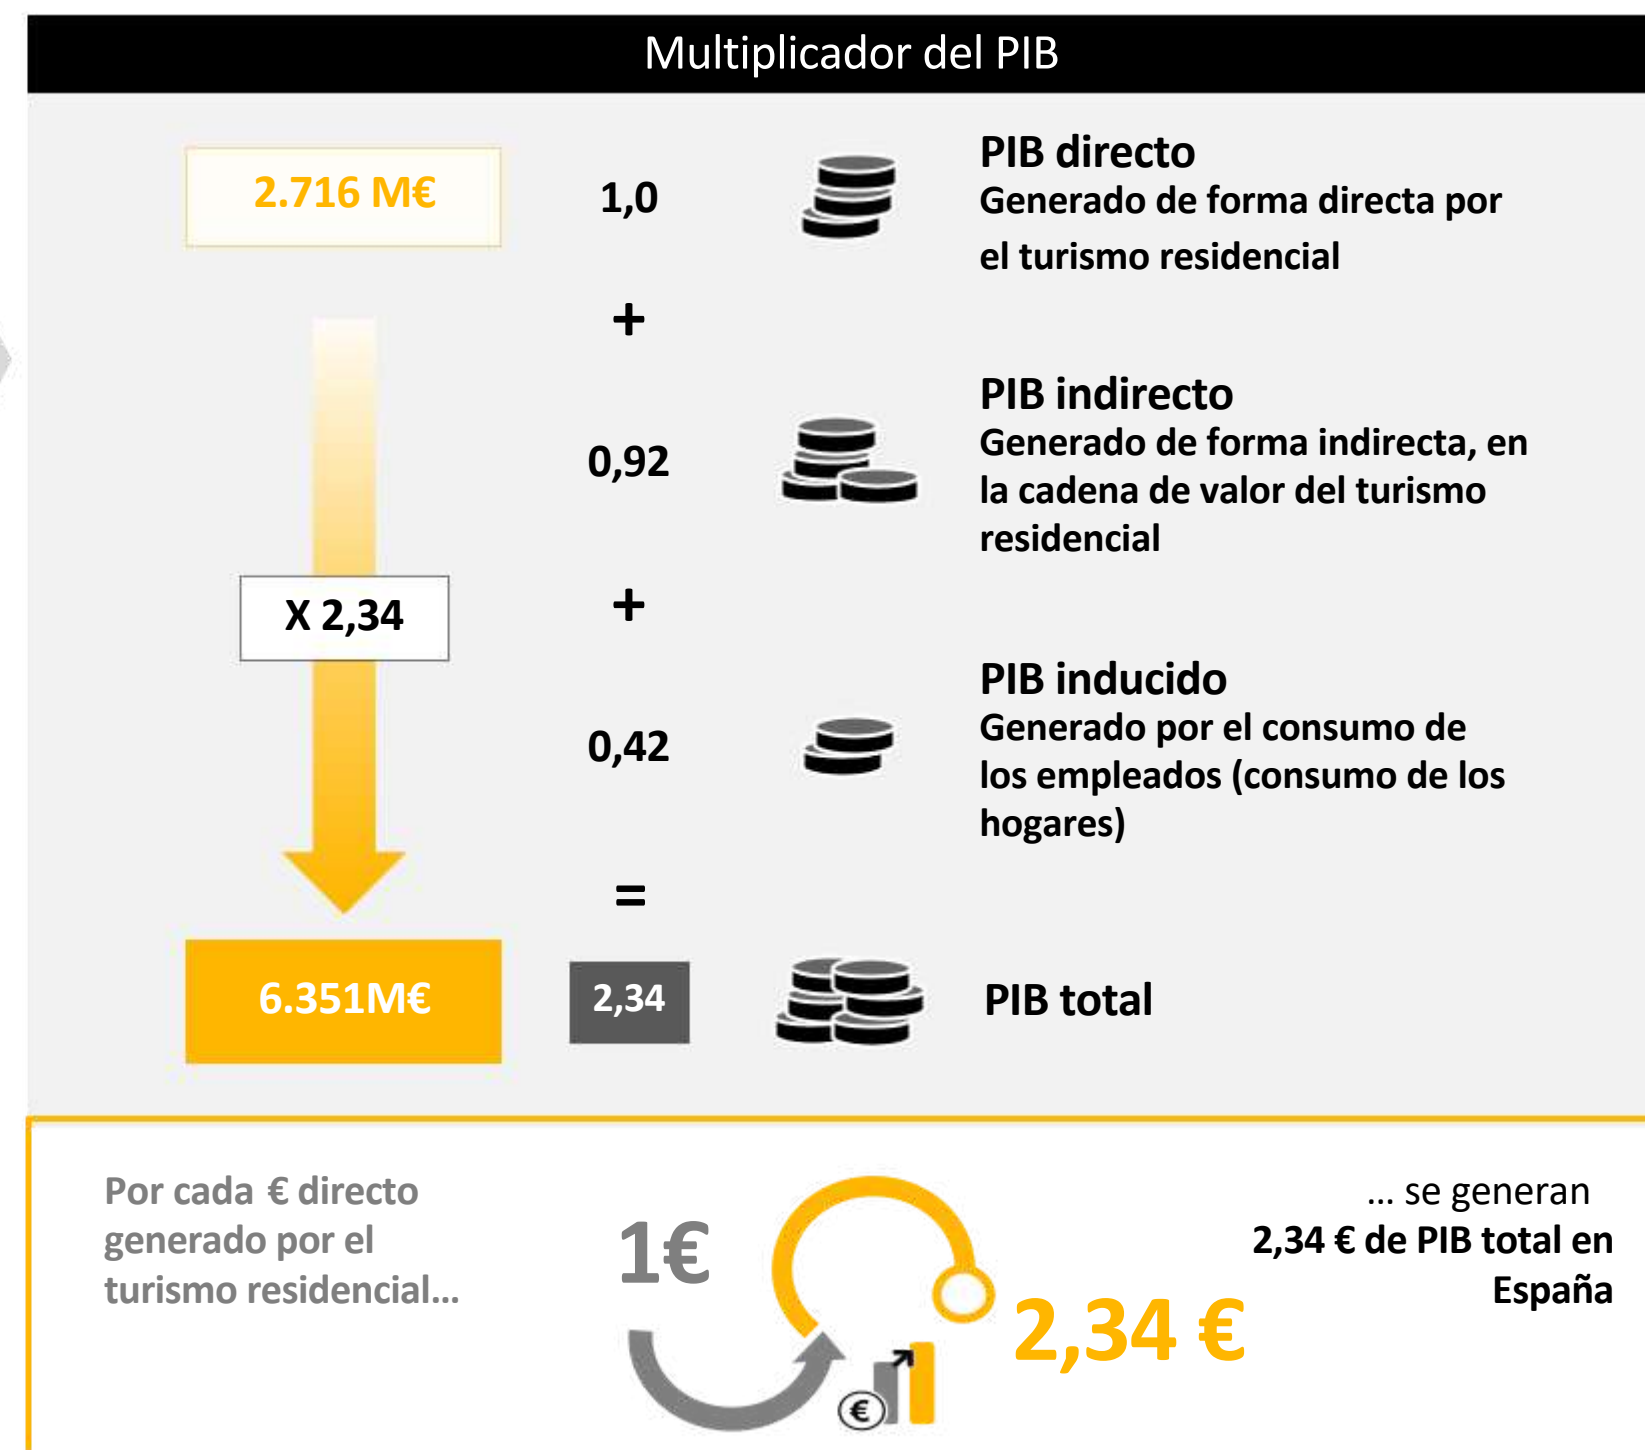 Multiplicador del PIB
2.716 M€
1,0
PIB directo
Generado de forma directa por
el turismo residencial
+
0,92
PIB indirecto
Generado de forma indirecta, en
la cadena de valor del turismo
residencial
X 2,34
+
0,42
PIB inducido
Generado por el consumo de
los empleados (consumo de los
hogares)
=
6.351M€
2,34
PIB total
Por cada € directo
generado por el
turismo residencial...
1€
€
2,34 €
... se generan
2,34 € de PIB total en
España